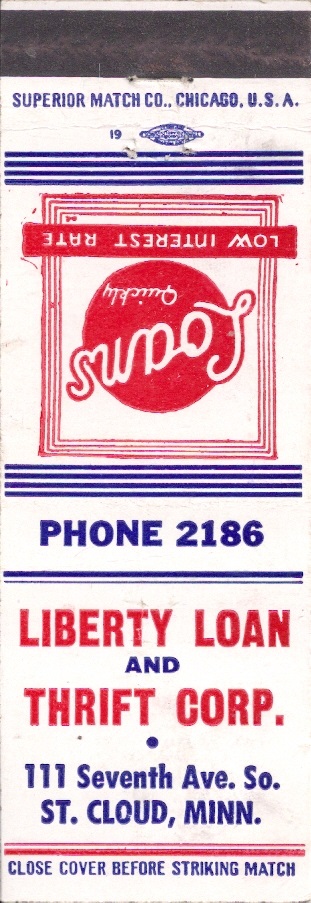 SUPERIOR MATCH CO., CHICAGO, U.S.A.
19
LOW INTEREST RATE
Quickly
Loans
PHONE 2186
LIBERTY LOAN
AND
THRIFT CORP.
•
111 Seventh Ave. So.
ST. CLOUD, MINN.
CLOSE COVER BEFORE STRIKING MATCH